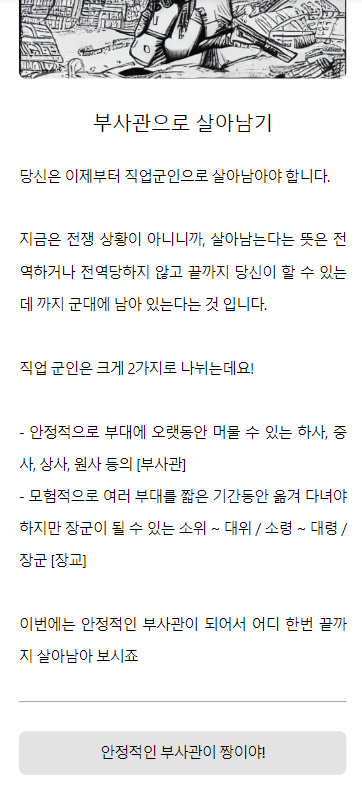 부사관으로 살아남기
당신은 이제부터 직업군인으로 살아남아야 합니다.
지금은 전쟁 상황이 아니니까, 살아남는다는 뜻은 전
역하거나 전역당하지 않고 끝까지 당신이 할 수 있는
데 까지 군대에 남아 있는다는 것 입니다.
직업 군인은 크게 2가지로 나뉘는데요!
- 안정적으로 부대에 오랫동안 머물 수 있는 하사, 중
사, 상사, 원사 등의 [부사관]
- 모험적으로 여러 부대를 짧은 기간동안 옮겨 다녀야
하지만 장군이 될 수 있는 소위 ~ 대위 / 소령 ~ 대령 /
장군 [장교]
이번에는 안정적인 부사관이 되어서 어디 한번 끝까
지 살아남아 보시죠
안정적인 부사관이 짱이야!